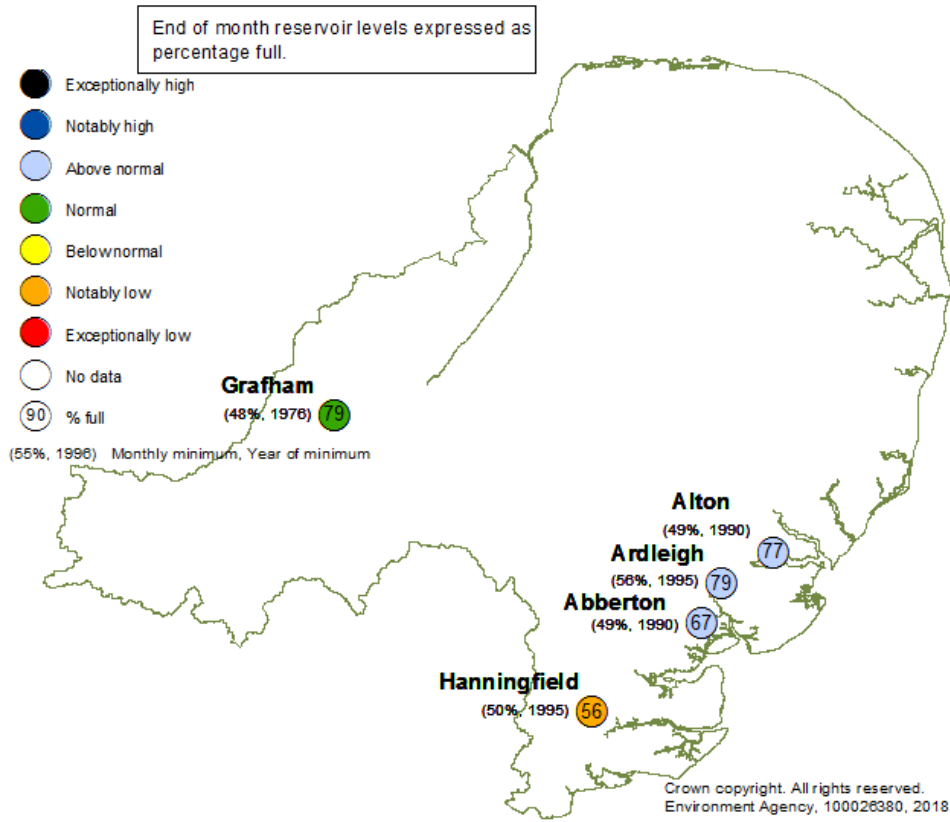 End of month reservoir levels expressed as
percentage full.
Exceptionally high
Notably high
Above normal
Normal
Below normal
Notably low
Exceptionally low
No data
90 % full
(55%, 1996) Monthly minimum, Year of minimum
Grafham
(48%, 1976) 79
Alton
(49%, 1990)
77
Ardleigh
(56%, 1995) 79
Abberton
(49%, 1990) 67
Hanningfield
(50%, 1995) 56
Crown copyright. All rights reserved.
Environment Agency, 100026380, 2018